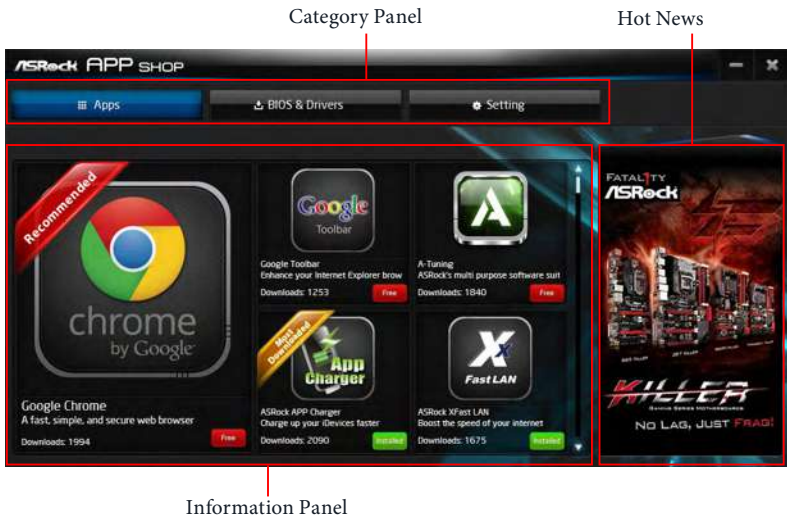 Category Panel
Hot News
ASRock APP SHOP
Apps
BIOS & Drivers
Setting
Recommended
chrome
by Google
Google Chrome
A fast, simple, and secure web browser
Downloads: 1994
Free
Google
Toolbar
Google Toolbar
Enhance your Internet Explorer brow
Downloads: 1253
Free
A-Tuning
ASRock's multi purpose software suit
Downloads: 1840
Free
Most
Downloaded
App
Charger
ASRock APP Charger
Charge up your iDevices faster
Downloads: 2090
Installed
Fast LAN
ASRock XFast LAN
Boost the speed of your internet
Downloads: 1675
Installed
FATAL1TY
ASRock
KILLER
GAMING SERIES MOTHERBOARDS
NO LAG, JUST FRAG!
Information Panel